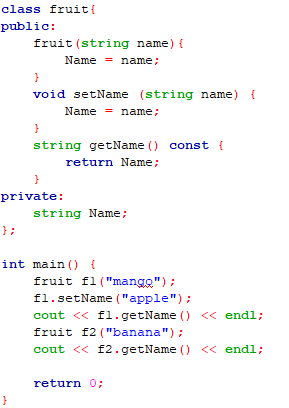 class fruit{
public:
    fruit(string name){
        Name = name;
    }
    void setName (string name) {
        Name = name;
    }
    string getName() const {
        return Name;
    }
private:
    string Name;
};

int main() {
    fruit f1("mango");
    f1.setName("apple");
    cout << f1.getName() << endl;
    fruit f2("banana");
    cout << f2.getName() << endl;

    return 0;
}